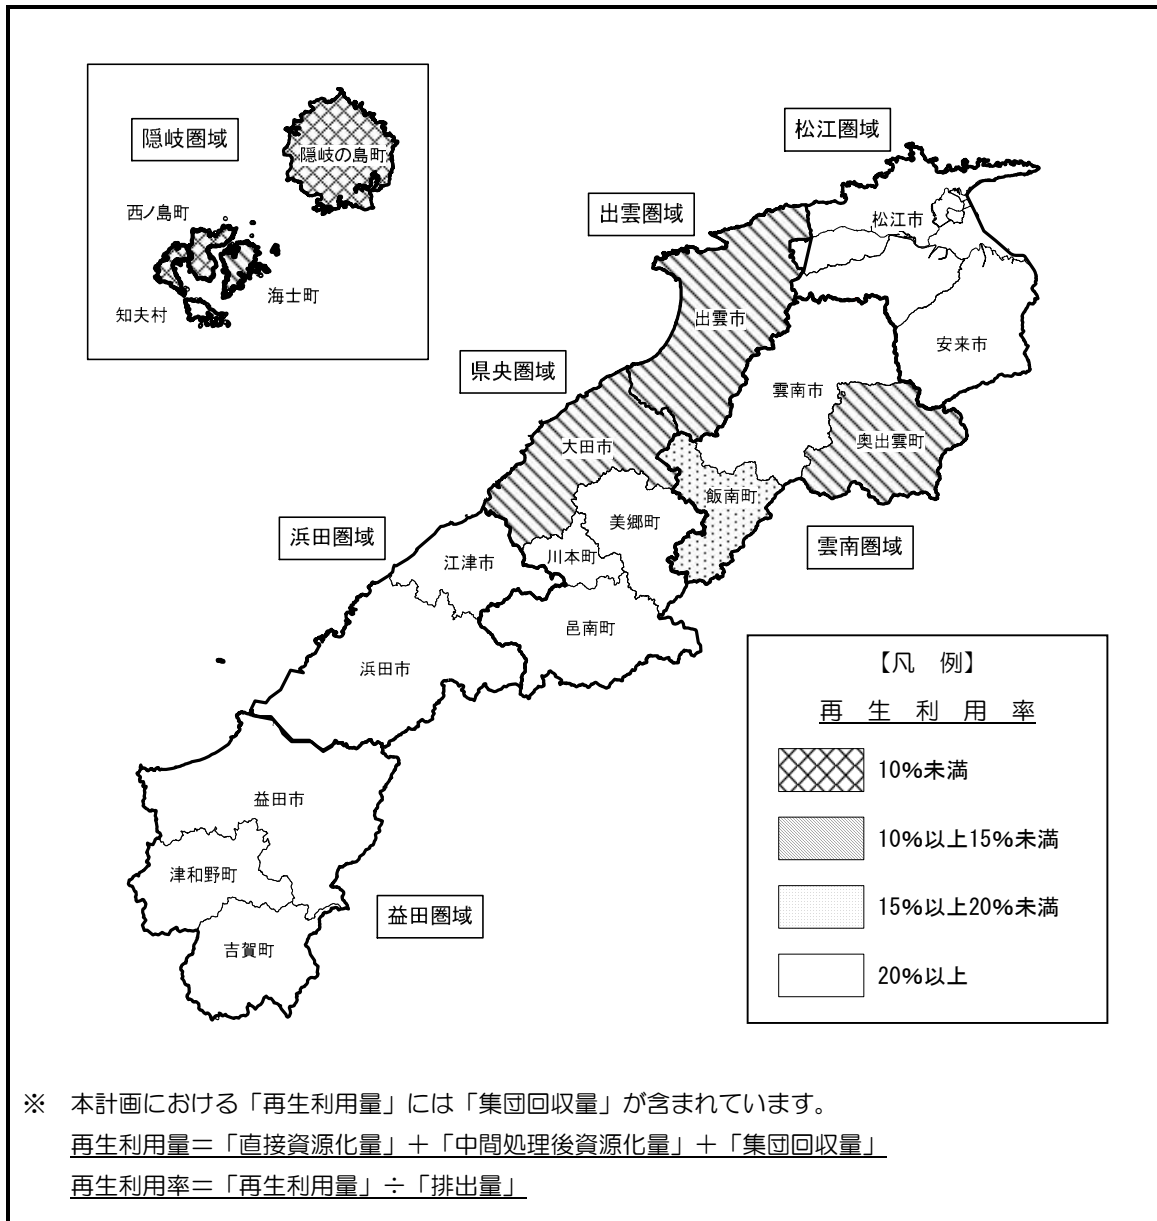 隠岐圏域
隠岐の島町
西ノ島町
海士町
知夫村
松江圏域
松江市
出雲圏域
出雲市
安来市
県央圏域
雲南市
大田市
奥出雲町
飯南町
美郷町
浜田圏域
雲南圏域
江津市
川本町
邑南町
浜田市
益田市
津和野町
益田圏域
吉賀町
【凡　例】
再　生　利　用　率
10%未満
10%以上15%未満
15%以上20%未満
20%以上
※　本計画における「再生利用量」には「集団回収量」が含まれています。
再生利用量＝「直接資源化量」＋「中間処理後資源化量」＋「集団回収量」
再生利用率＝「再生利用量」÷「排出量」